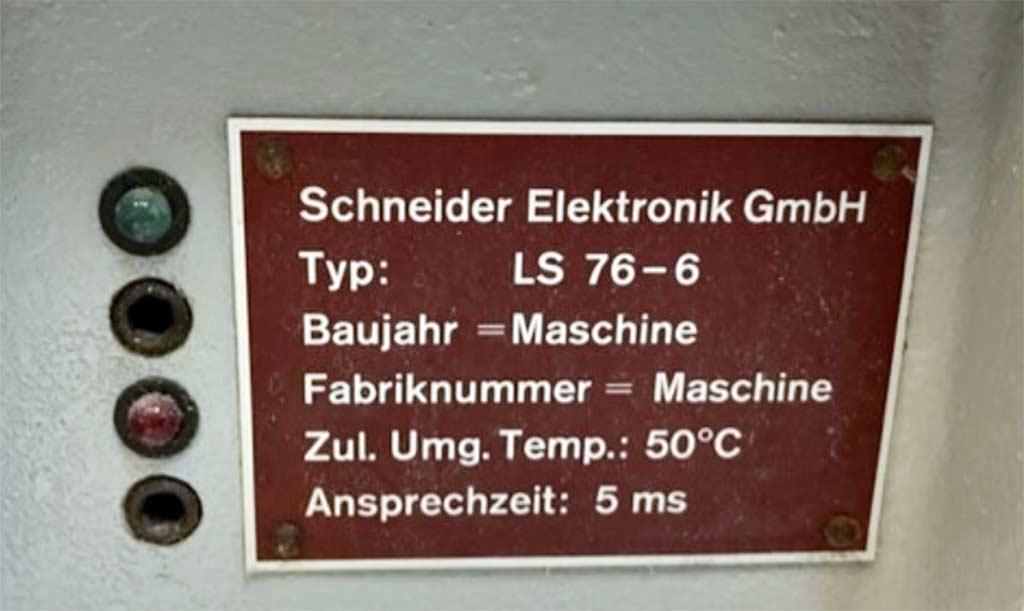 Schneider Elektronik GmbH
Typ: LS 76-6
Baujahr = Maschine
Fabriknummer = Maschine
Zul. Umg. Temp.: 50°C
Ansprechzeit: 5 ms